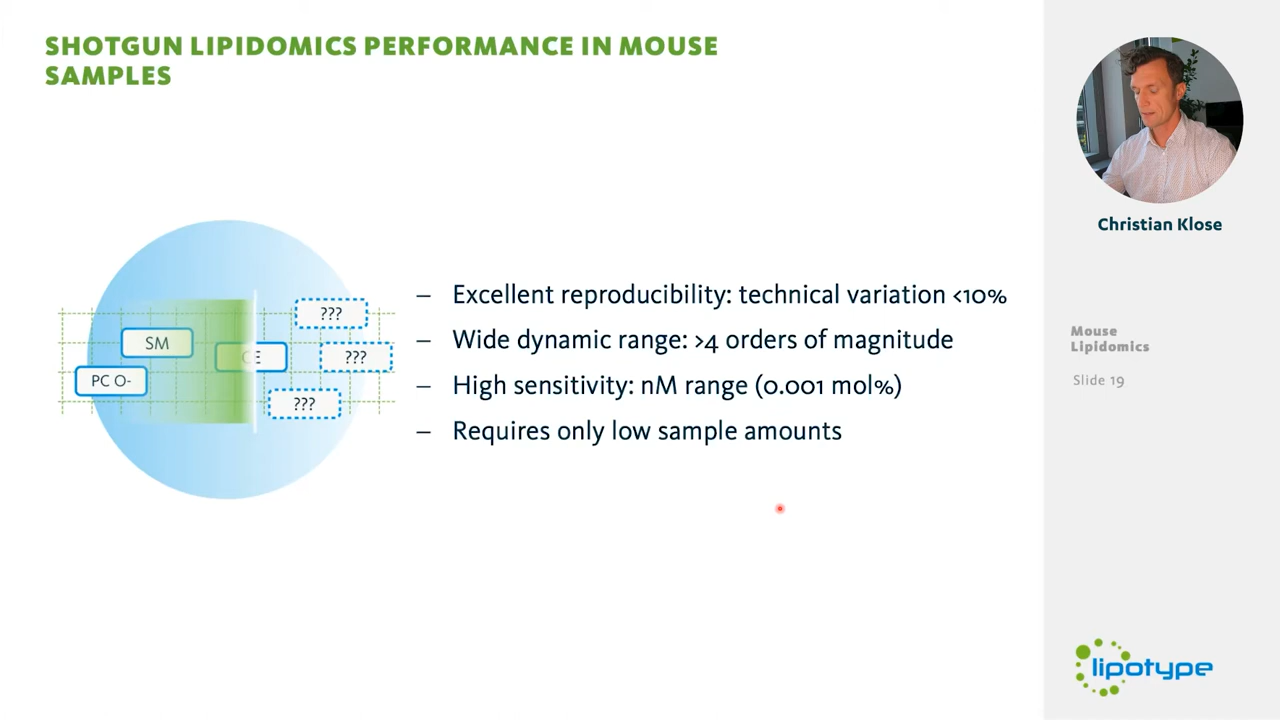 SHOTGUN LIPIDOMICS PERFORMANCE IN MOUSE
SAMPLES
SM
PC O-
CE
???
???
???
– Excellent reproducibility: technical variation <10%
– Wide dynamic range: >4 orders of magnitude
– High sensitivity: nM range (0.001 mol%)
– Requires only low sample amounts
Christian Klose
Mouse
Lipidomics
Slide 19
lipotype